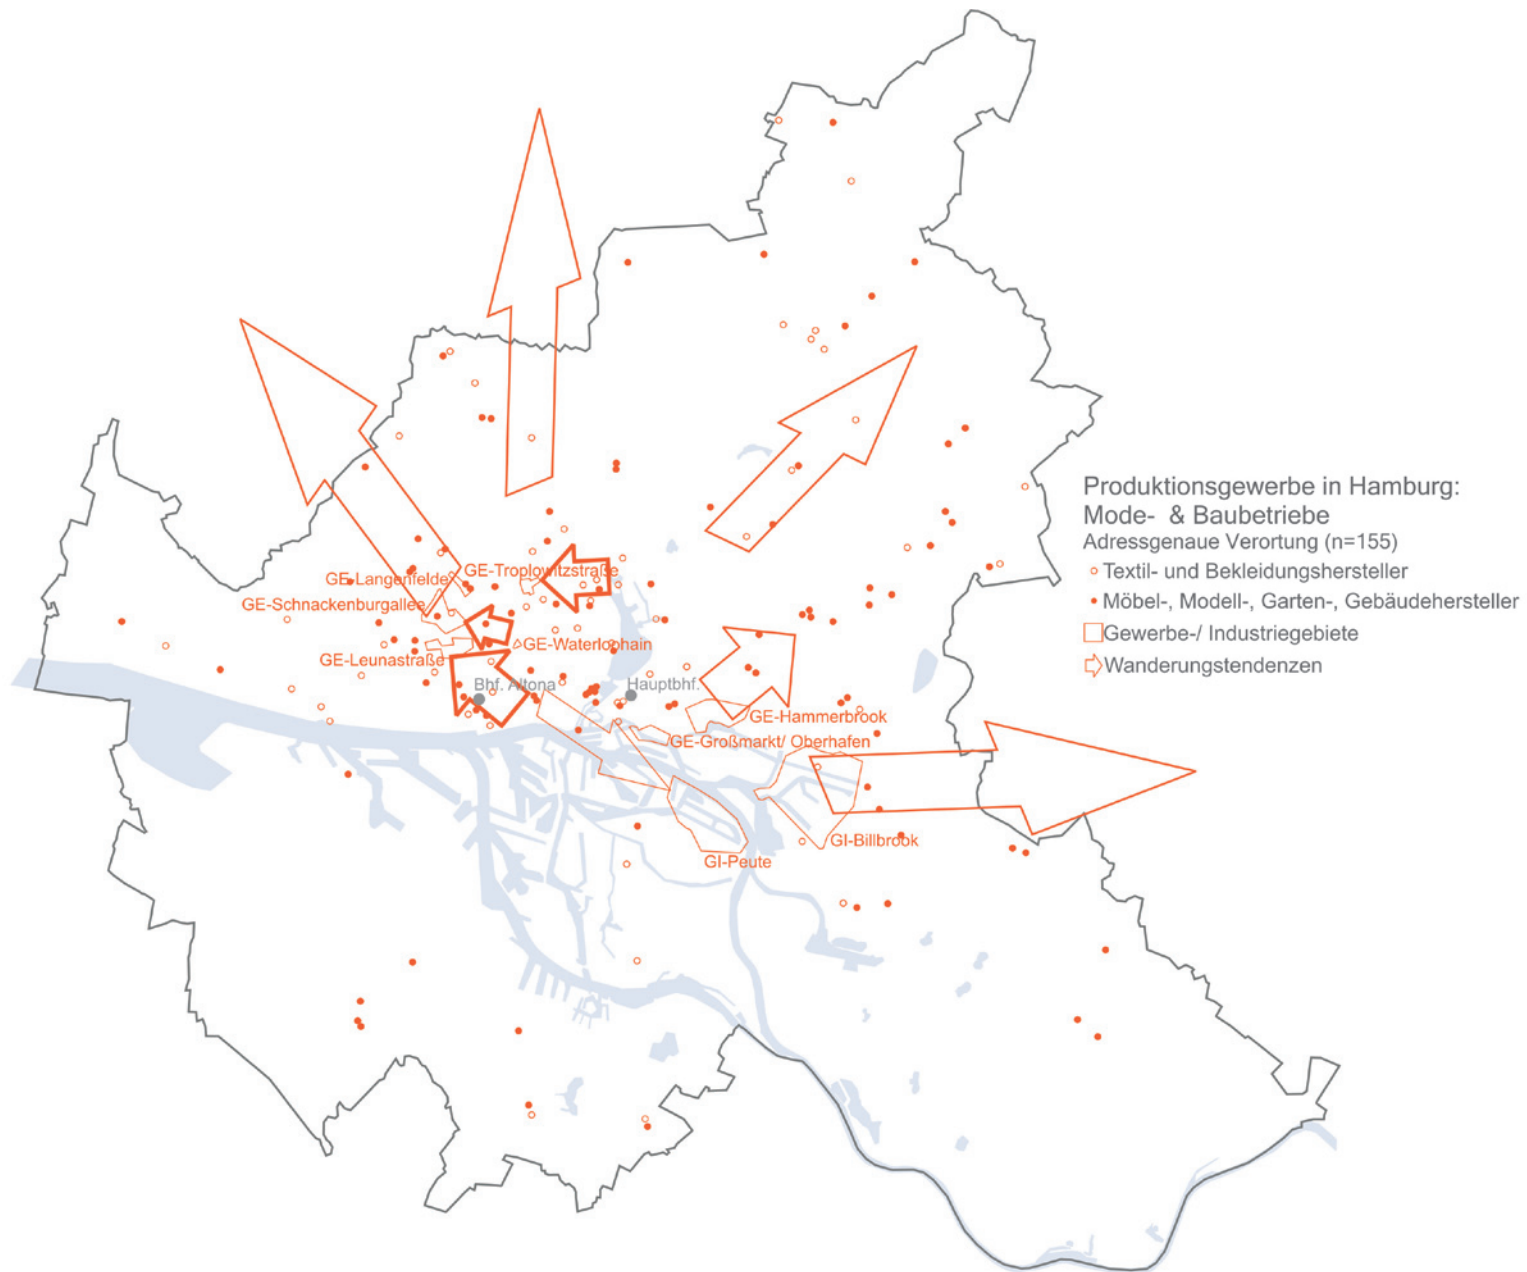 Produktionsgewerbe in Hamburg:
Mode- & Baubetriebe
Adressgenaue Verortung (n=155)
Textil- und Bekleidungshersteller
Möbel-, Modell-, Garten-, Gebäudehersteller
Gewerbe-/ Industriegebiete
Wanderungstendenzen
GE-Troplowitzstraße
GE-Langenfelde
GE-Schnackenburgallee
GE-Waterloohain
GE-Leunastraße
Bhf. Altona
Hauptbhf.
GE-Hammerbrook
GE-Großmarkt/ Oberhafen
GI-Billbrook
GI-Peute